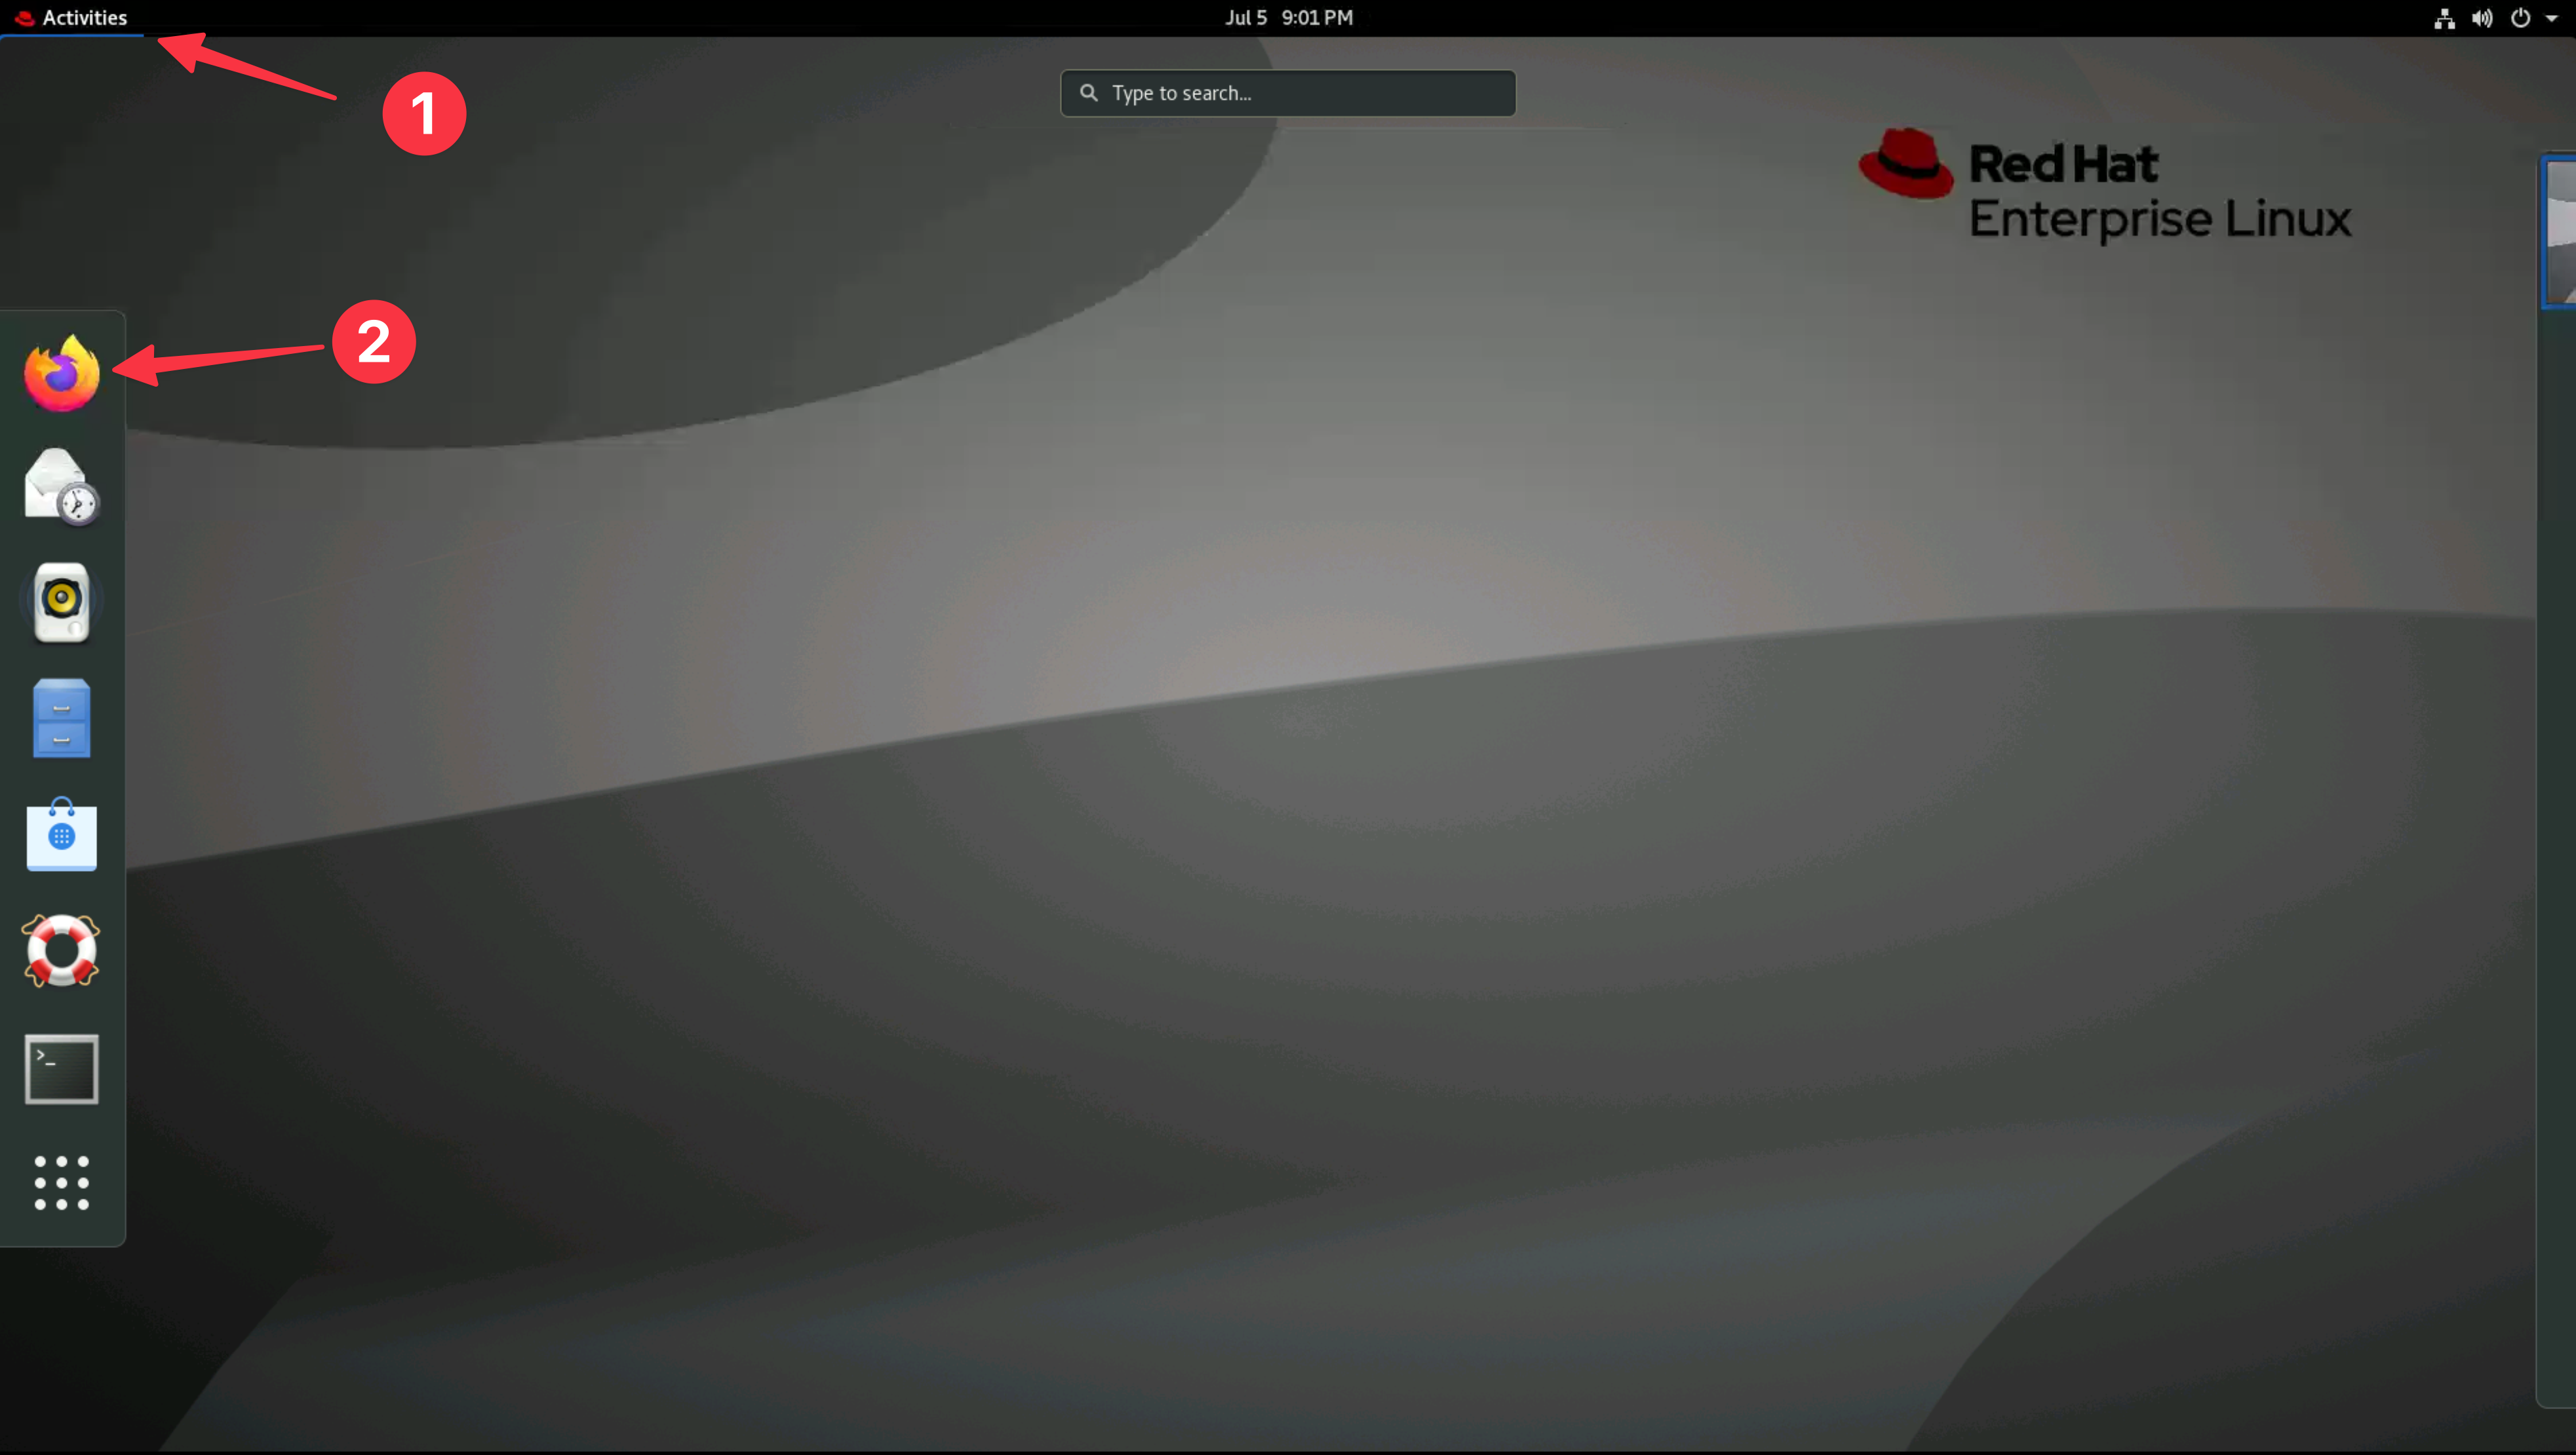 Activities
Jul 5 9:01 PM
1
Type to search...
Red Hat
Enterprise Linux
2
>_